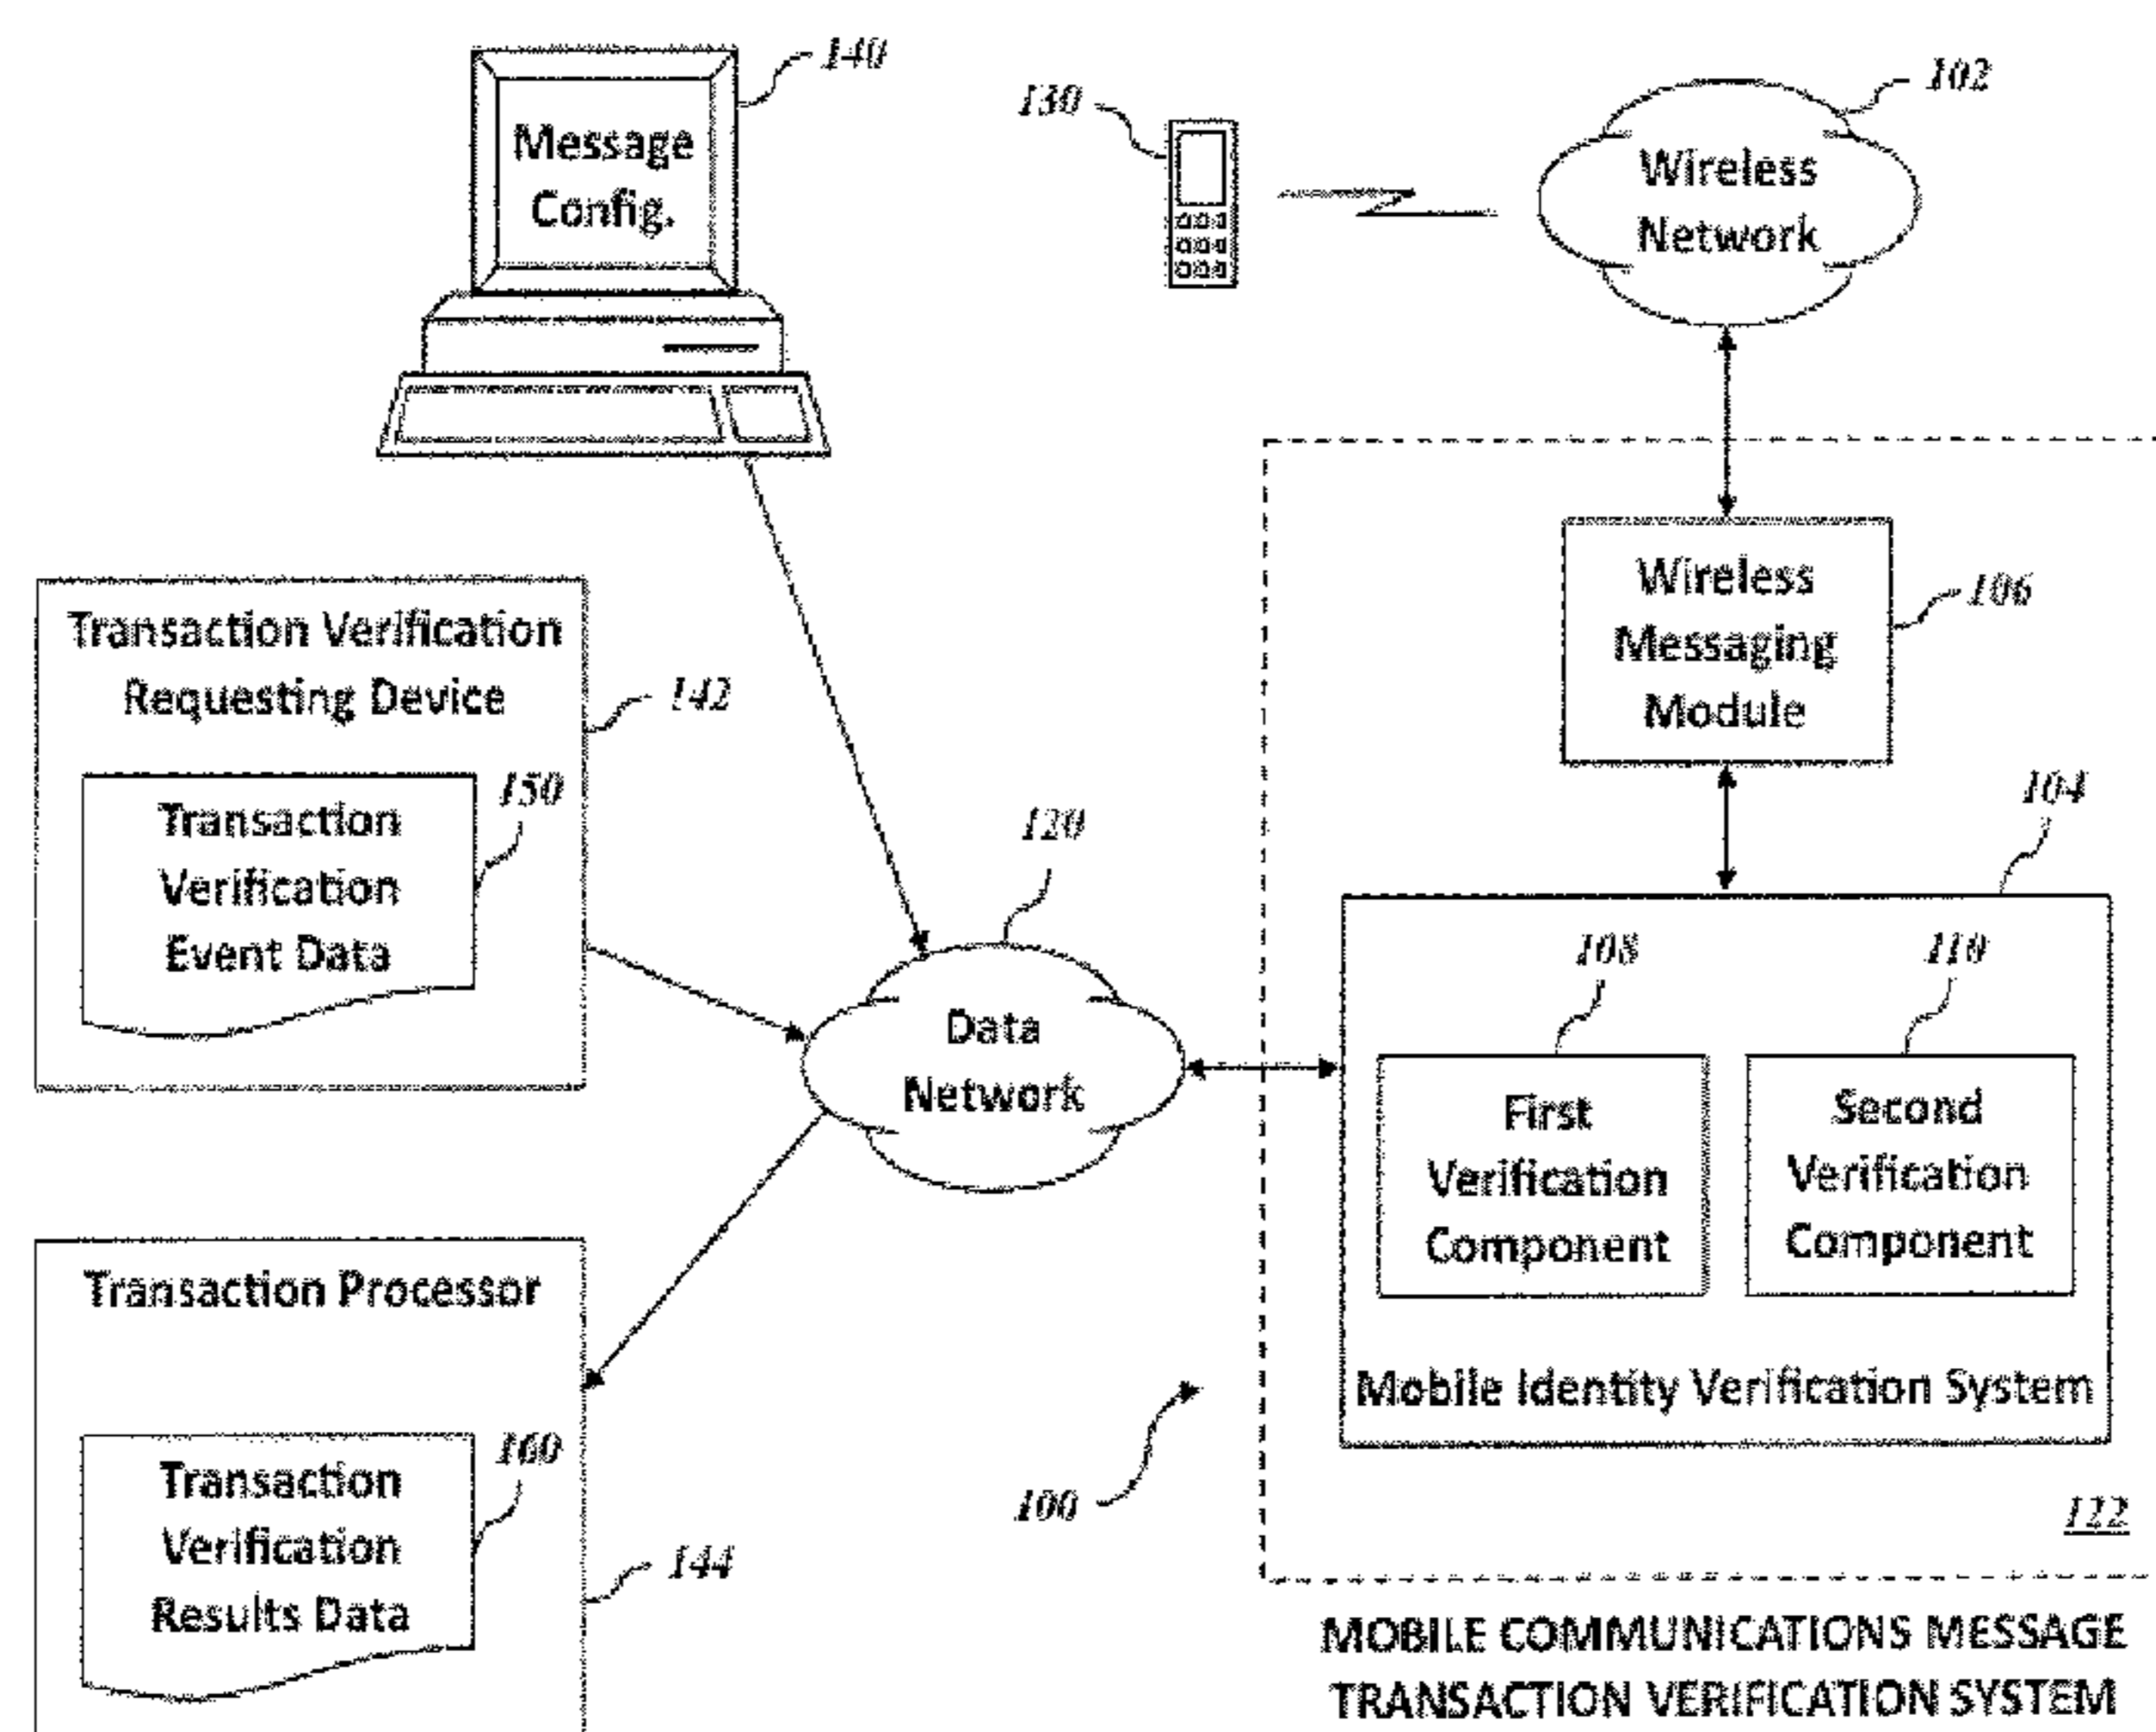 140
Message
Config.
130
102
Wireless
Network
Transaction Verification
Requesting Device
142
150
Transaction
Verification
Event Data
120
Data
Network
Wireless
Messaging
Module
106
104
108
110
First
Verification
Component
Second
Verification
Component
Mobile Identity Verification System
122
Transaction Processor
160
Transaction
Verification
Results Data
144
100
MOBILE COMMUNICATIONS MESSAGE
TRANSACTION VERIFICATION SYSTEM